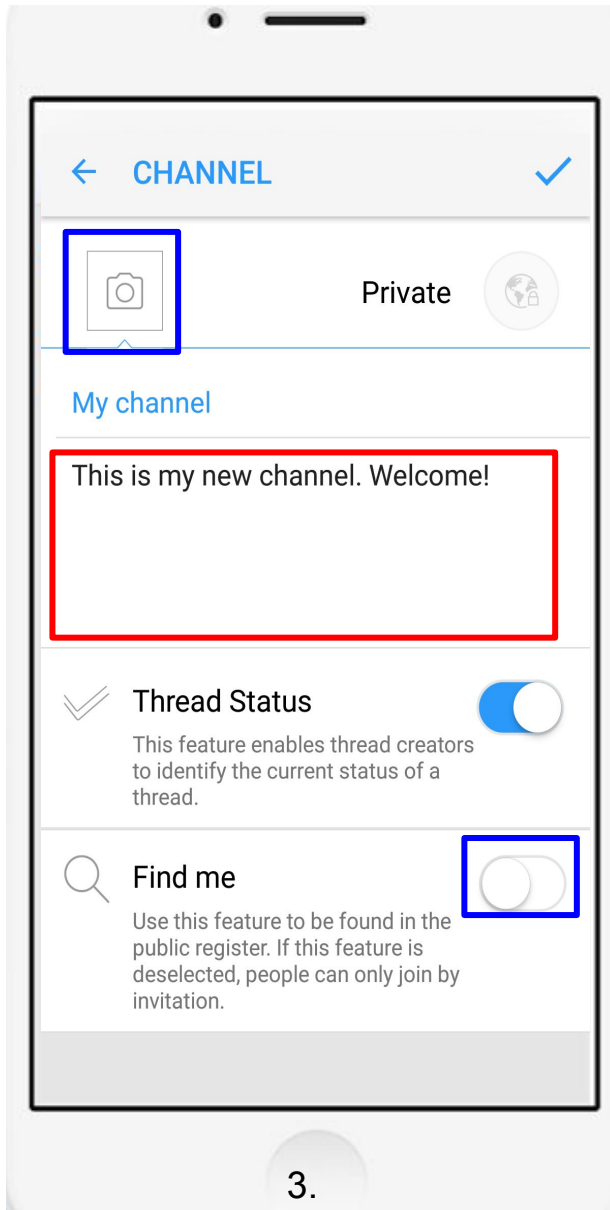 CHANNEL
Private
My channel
This is my new channel. Welcome!
Thread Status
This feature enables thread creators
to identify the current status of a
thread.
Find me
Use this feature to be found in the
public register. If this feature is
deselected, people can only join by
invitation.
3.